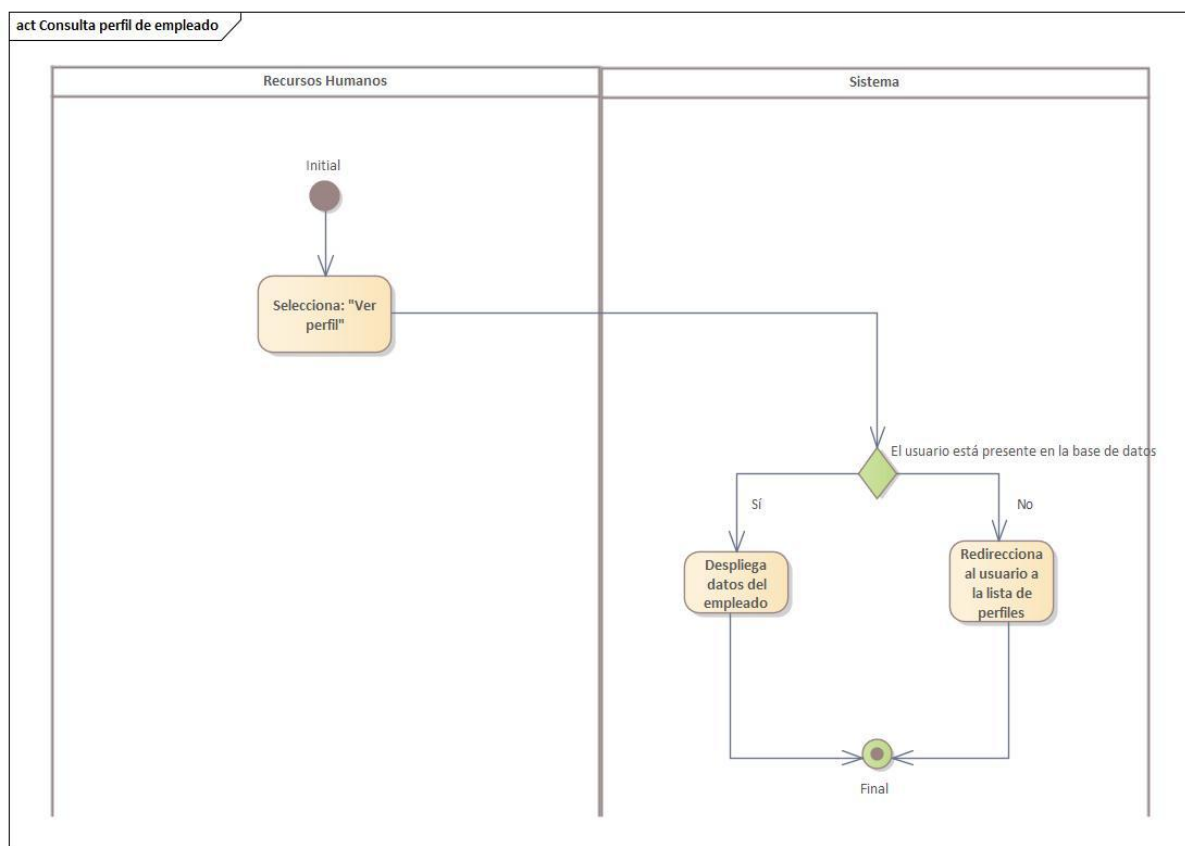 act Consulta perfil de empleado
Recursos Humanos
Sistema
Initial
Selecciona: "Ver
perfil"
El usuario está presente en la base de datos
Sí
No
Despliega
datos del
empleado
Redirecciona
al usuario a
la lista de
perfiles
Final